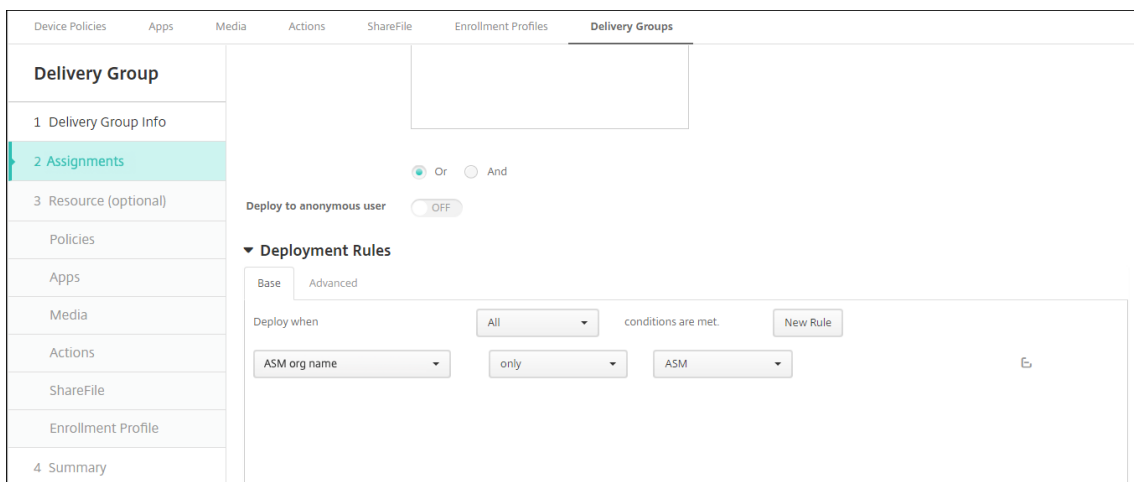 Device Policies Apps Media Actions ShareFile Enrollment Profiles Delivery Groups
Delivery Group
1 Delivery Group Info
2 Assignments
3 Resource (optional)
Policies
Apps
Media
Actions
ShareFile
Enrollment Profile
4 Summary
Or And
Deploy to anonymous user OFF
Deployment Rules
Base Advanced
Deploy when All conditions are met. New Rule
ASM org name only ASM